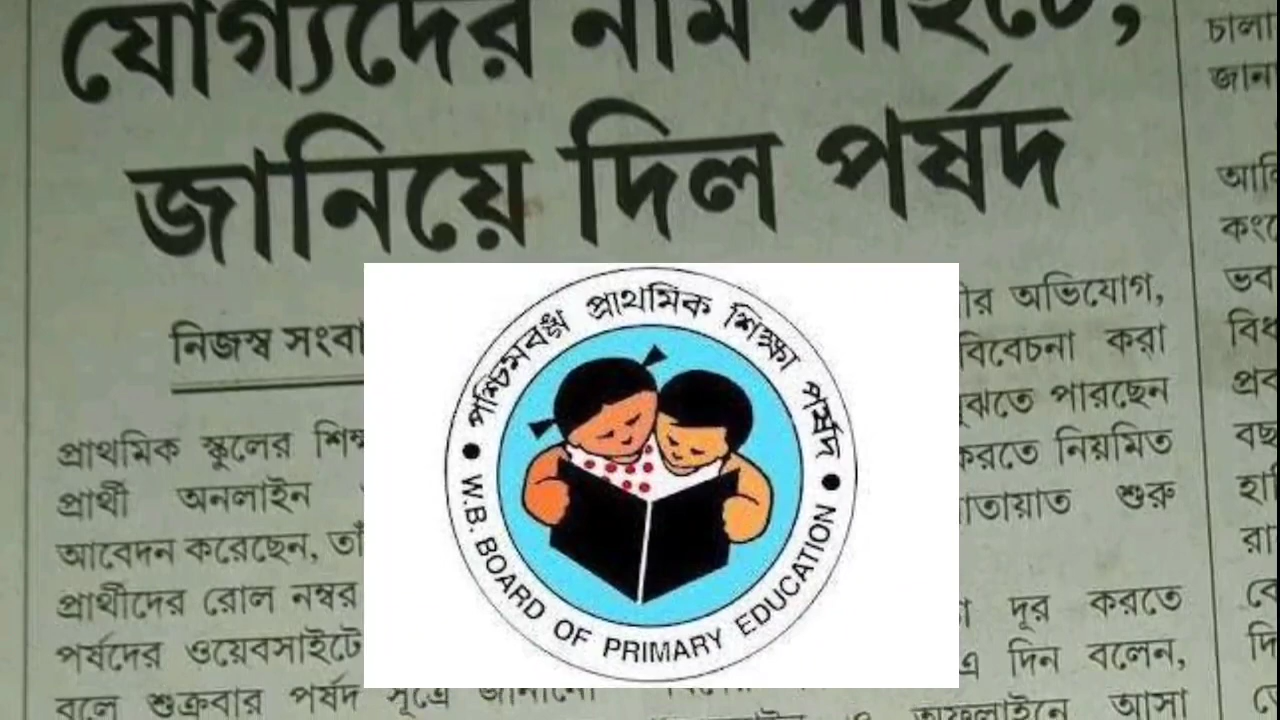 যোগ্যদের নাম সাইটে,
জানিয়ে দিল পর্ষদ
নিজস্ব সংবা
প্রাথমিক স্কুলের শিক্ষ
প্রার্থী অনলাইন
আবেদন করেছেন, তাঁ
প্রার্থীদের রোল নম্বর
পর্ষদের ওয়েবসাইটে
বলে শুক্রবার পর্ষদ সূত্রে জানানো
পশ্চিমবঙ্গ প্রাথমিক শিক্ষা পর্ষদ
W.B. BOARD OF PRIMARY EDUCATION
অভিযোগ,
বিবেচনা করা
বুঝতে পারছেন
করতে নিয়মিত
যাতায়াত শুরু
দূর করতে
এ দিন বলেন,
অফলাইনে আসা
চালা
জান
কংগ্রে
ভব
বিধ
প্রব
বছ
রা
দি